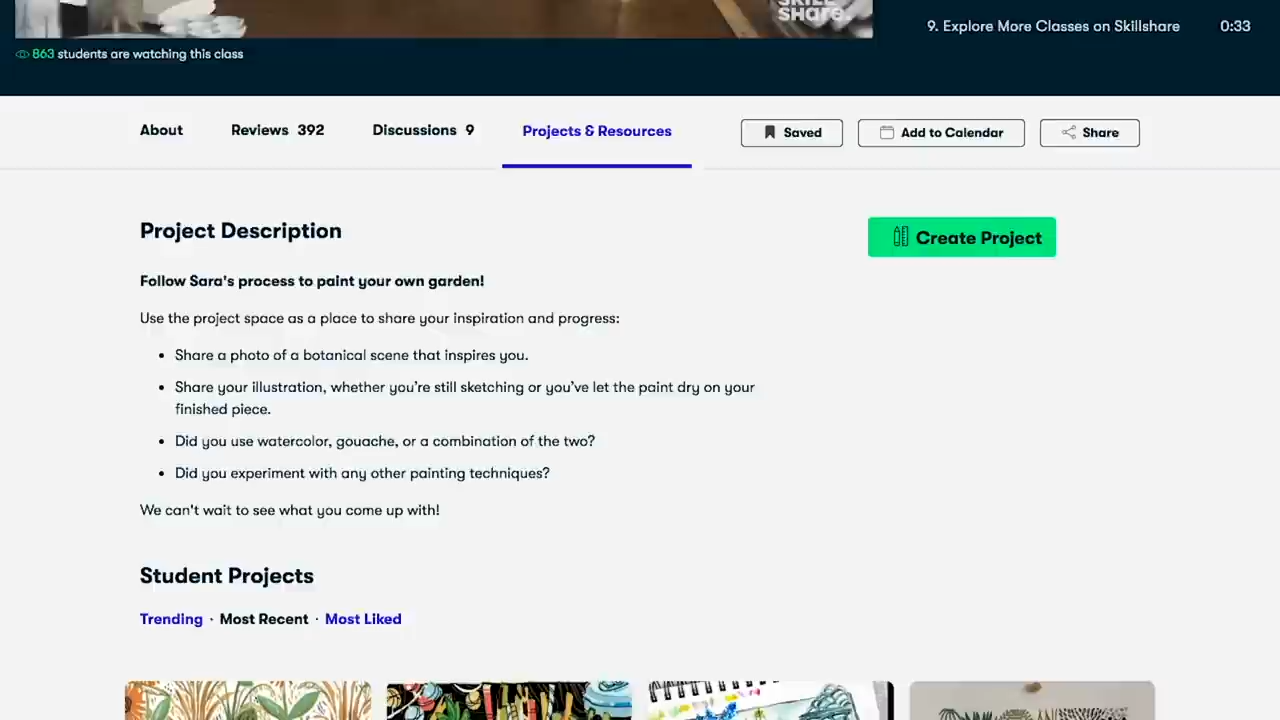 SKILL
SHare.
9. Explore More Classes on Skillshare 0:33
863 students are watching this class
About Reviews 392 Discussions 9 Projects & Resources Saved Add to Calendar Share
Project Description
Create Project
Follow Sara's process to paint your own garden!
Use the project space as a place to share your inspiration and progress:
• Share a photo of a botanical scene that inspires you.
• Share your illustration, whether you're still sketching or you've let the paint dry on your
finished piece.
• Did you use watercolor, gouache, or a combination of the two?
• Did you experiment with any other painting techniques?
We can't wait to see what you come up with!
Student Projects
Trending · Most Recent · Most Liked